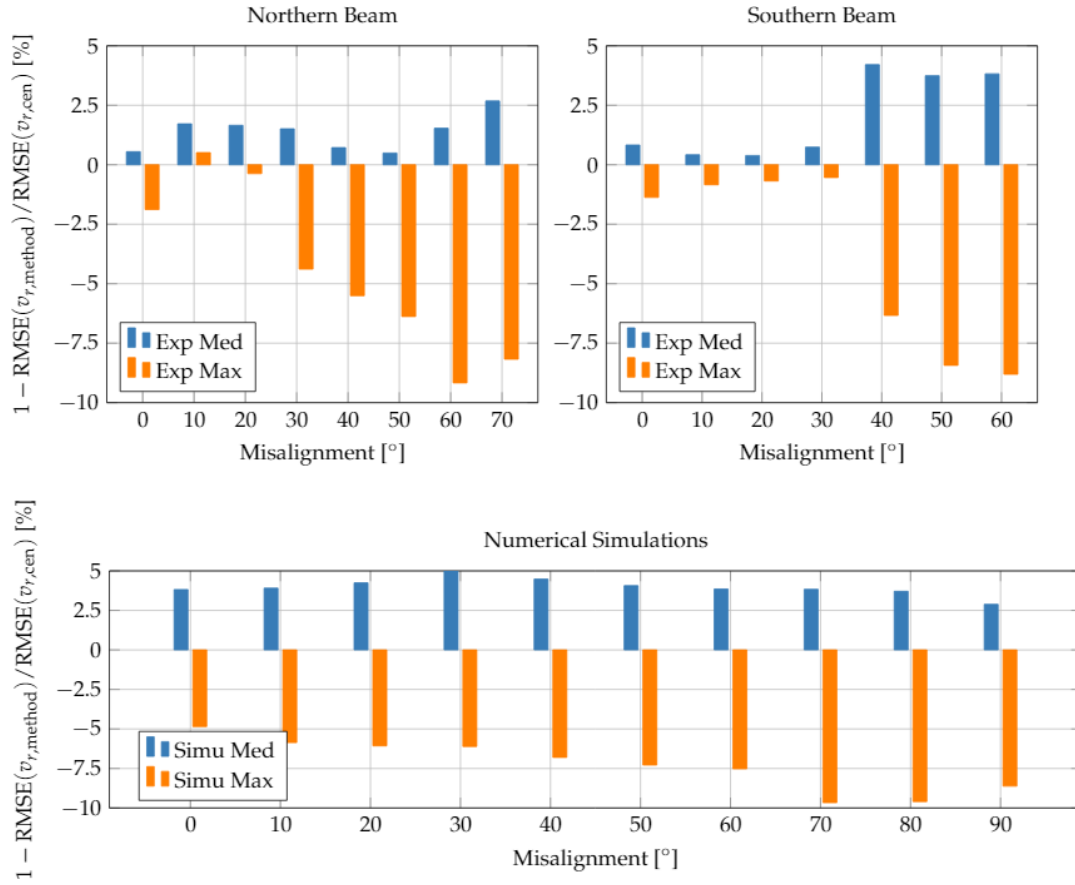 Northern Beam
Southern Beam
1 − RMSE(v_{r,method})/RMSE(v_{r,cen}) [%]
5
2.5
0
−2.5
−5
−7.5
−10
Exp Med
Exp Max
0 10 20 30 40 50 60 70
Misalignment [°]
5
2.5
0
−2.5
−5
−7.5
−10
Exp Med
Exp Max
0 10 20 30 40 50 60
Misalignment [°]
Numerical Simulations
1 − RMSE(v_{r,method})/RMSE(v_{r,cen}) [%]
5
2.5
0
−2.5
−5
−7.5
−10
Simu Med
Simu Max
0 10 20 30 40 50 60 70 80 90
Misalignment [°]